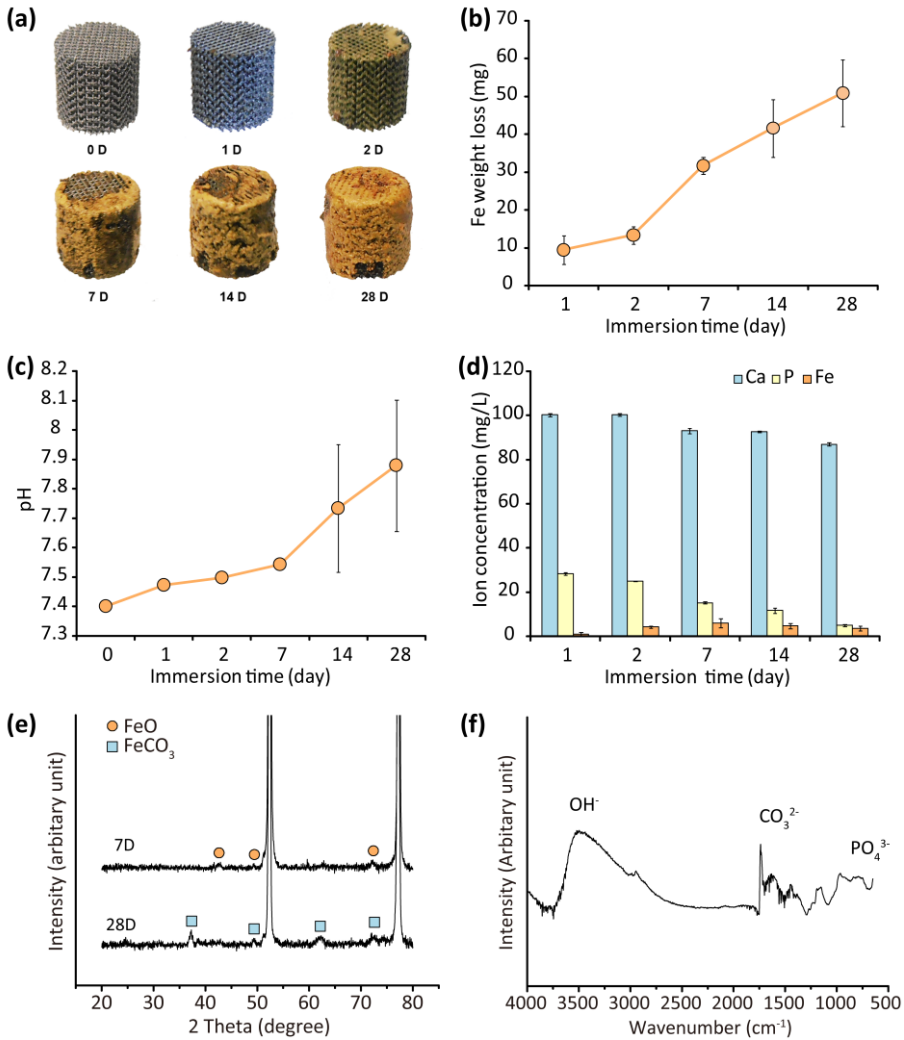 (a)
0 D
1 D
2 D
7 D
14 D
28 D
(b)
Fe weight loss (mg)
70
60
50
40
30
20
10
0
1 2 7 14 28
Immersion time (day)
(c)
pH
8.2
8.1
8
7.9
7.8
7.7
7.6
7.5
7.4
7.3
0 1 2 7 14 28
Immersion time (day)
(d)
Ca P Fe
Ion concentration (mg/L)
120
100
80
60
40
20
0
1 2 7 14 28
Immersion time (day)
(e)
FeO
FeCO₃
Intensity (arbitary unit)
7D
28D
20 30 40 50 60 70 80
2 Theta (degree)
(f)
Intensity (Arbitary unit)
OH⁻
CO₃²⁻
PO₄³⁻
4000 3500 3000 2500 2000 1500 1000 500
Wavenumber (cm⁻¹)